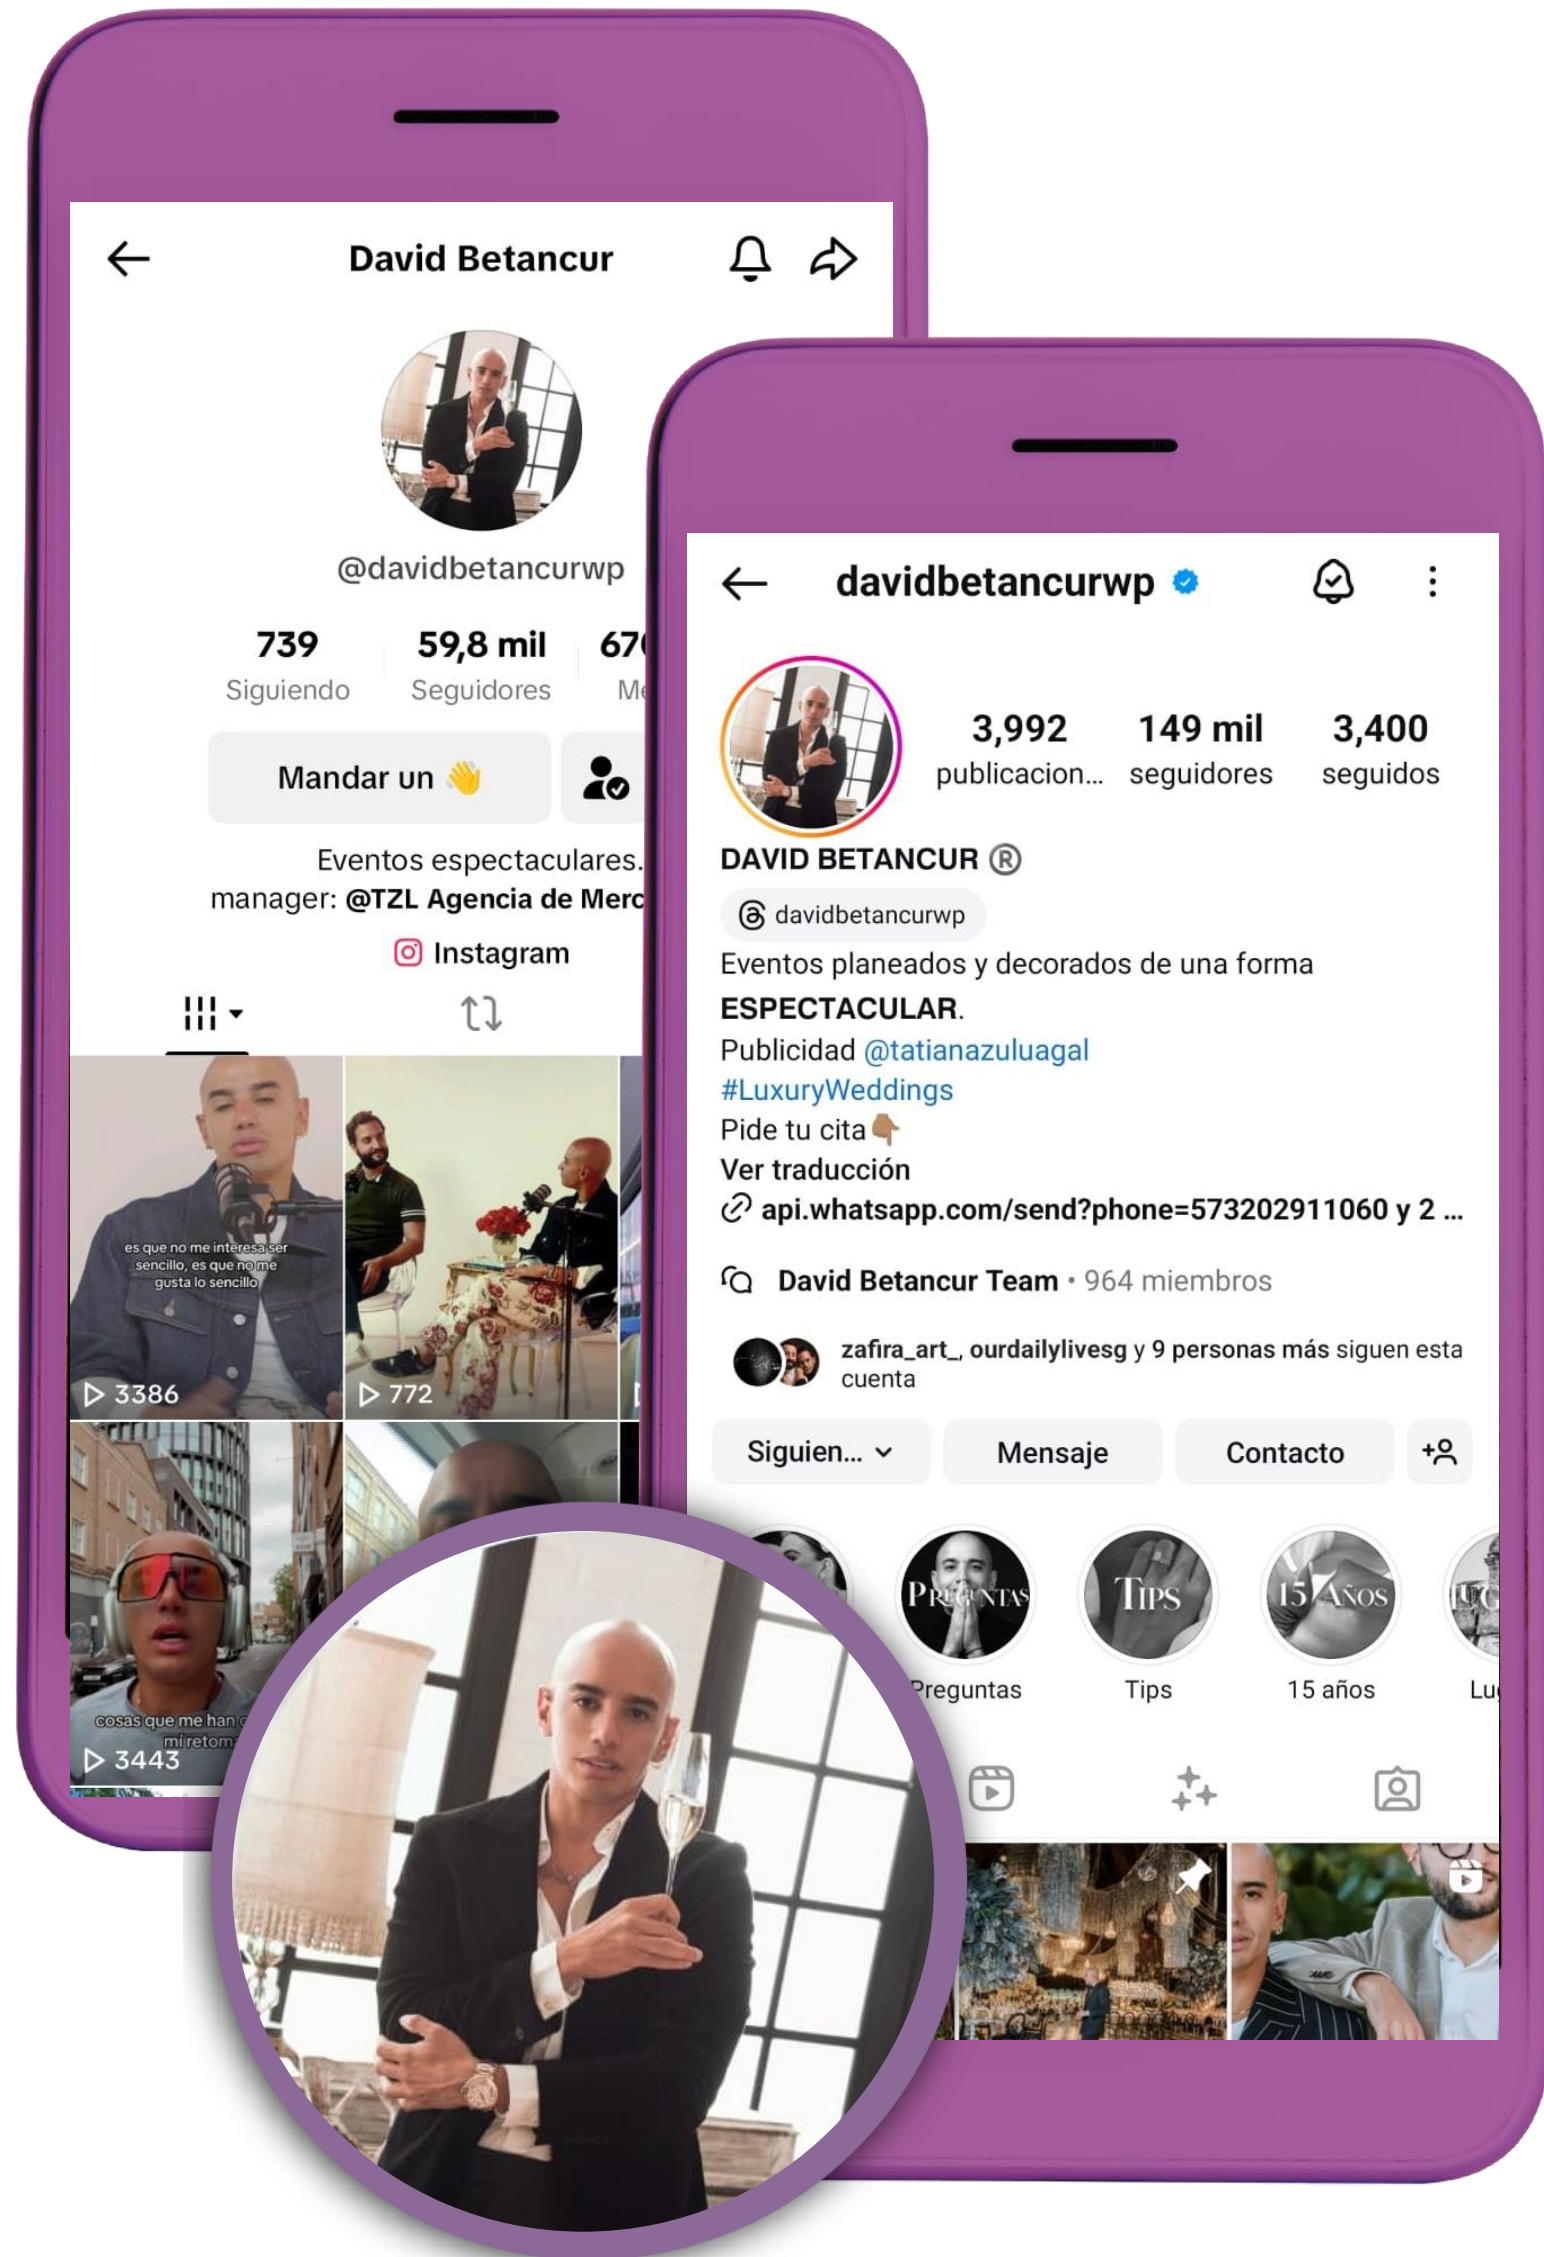 David Betancur
@davidbetancurwp
739
59,8 mil
Siguiendo
Seguidores
Mandar un 👋
Eventos espectaculares.
manager: @TZL Agencia de Merc
Instagram
es que no me interesa ser
sencillo, es que no me
gusta lo sencillo
3386
772
cosas que me han
mi retoma
3443
davidbetancurwp
3,992
149 mil
3,400
publicacion...
seguidores
seguidos
DAVID BETANCUR ®
davidbetancurwp
Eventos planeados y decorados de una forma
ESPECTACULAR.
Publicidad @tatianazuluagal
#LuxuryWeddings
Pide tu cita👇🏽
Ver traducción
api.whatsapp.com/send?phone=573202911060 y 2 ...
David Betancur Team • 964 miembros
zafira_art_, ourdailylivesg y 9 personas más siguen esta
cuenta
Siguien...
Mensaje
Contacto
PREGUNTAS
TIPS
15 AÑOS
Preguntas
Tips
15 años